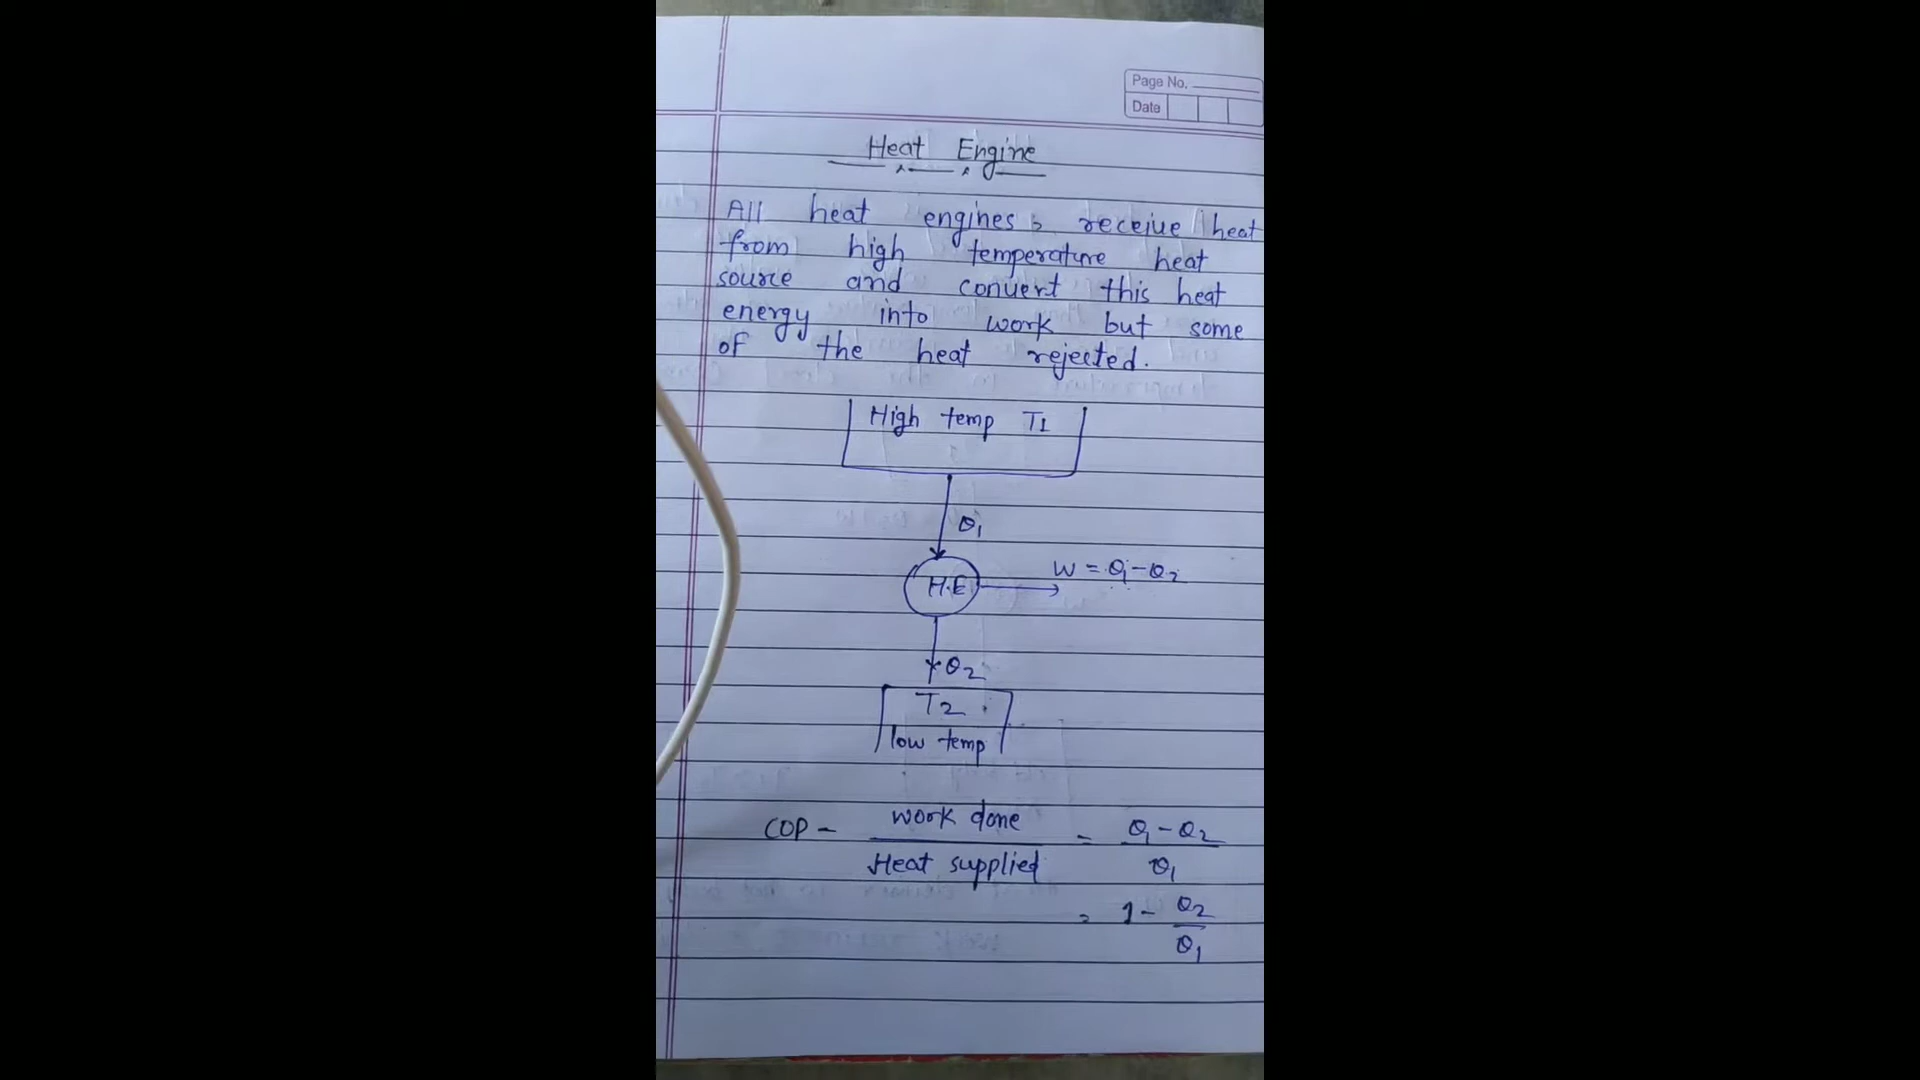 Page No.
Date
Heat Engine
All heat engines, receive heat
from high temperature heat
source and convert this heat
energy into work but some
of the heat rejected.
High temp T1
Q1
H.E
W = Q1 - Q2
Q2
T2
low temp
COP - work done / Heat supplied = Q1 - Q2 / Q1
= 1 - Q2 / Q1